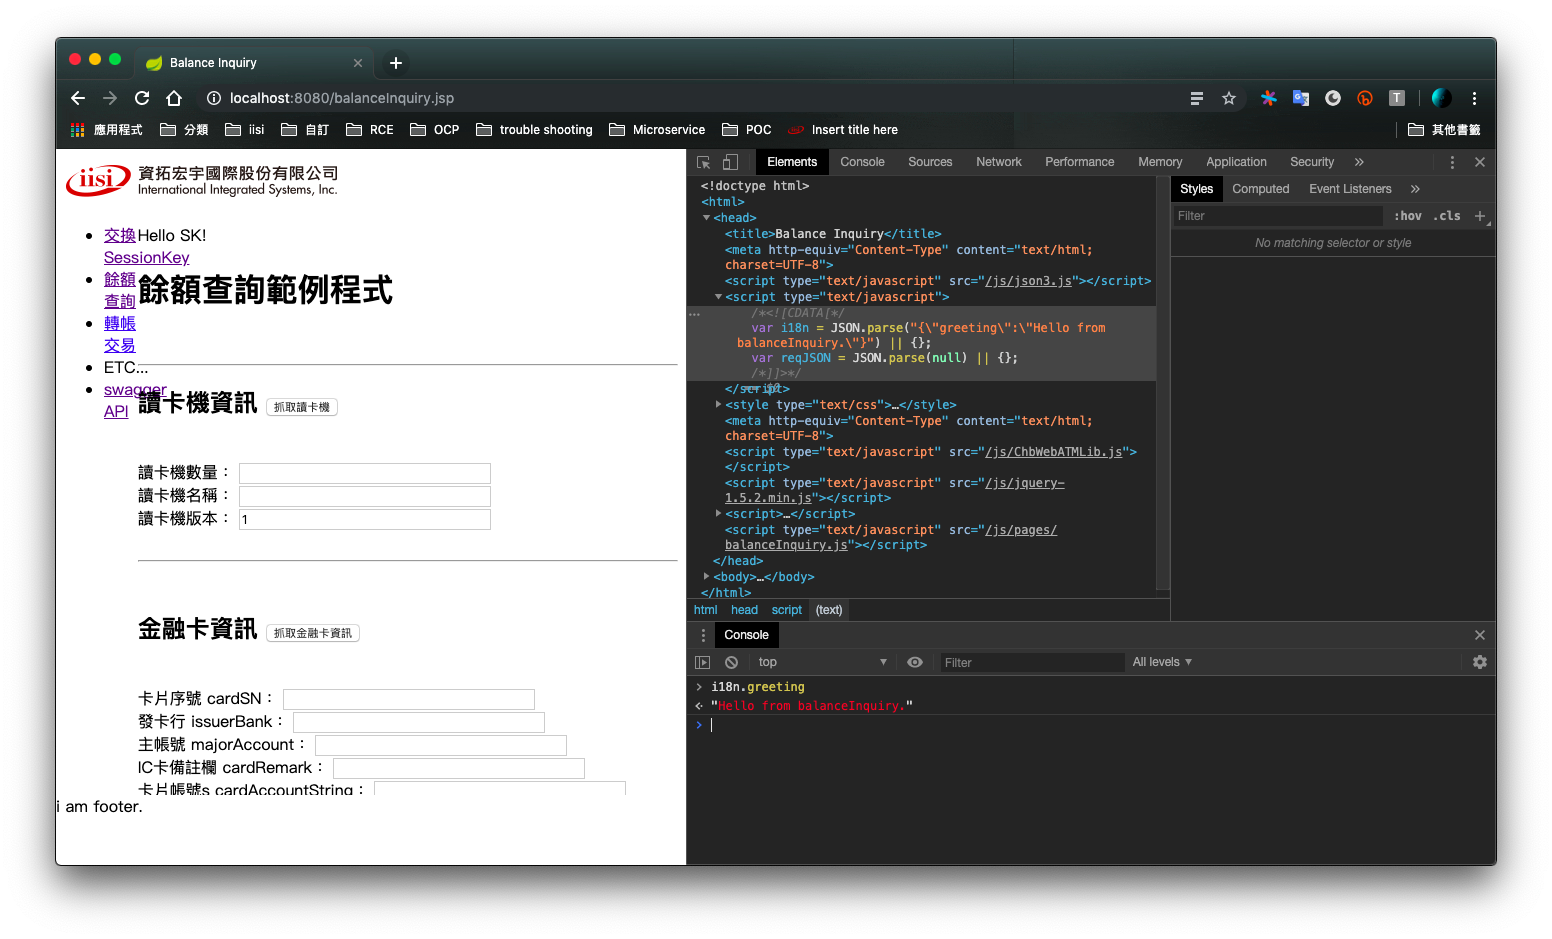 Balance Inquiry
localhost:8080/balanceInquiry.jsp
應用程式 分類 iisi 自訂 RCE OCP trouble shooting Microservice POC Insert title here 其他書籤
iisi 資拓宏宇國際股份有限公司
International Integrated Systems, Inc.
交換
SessionKey
餘額
查詢
轉帳
交易
ETC...
swagger
API
Hello SK!
餘額查詢範例程式
讀卡機資訊 抓取讀卡機
讀卡機數量：
讀卡機名稱：
讀卡機版本： 1
金融卡資訊 抓取金融卡資訊
卡片序號 cardSN：
發卡行 issuerBank：
主帳號 majorAccount：
IC卡備註欄 cardRemark：
卡片帳號s cardAccountString：
i am footer.
Elements Console Sources Network Performance Memory Application Security »
<!doctype html>
<html>
<head>
<title>Balance Inquiry</title>
<meta http-equiv="Content-Type" content="text/html;
charset=UTF-8">
<script type="text/javascript" src="/js/json3.js"></script>
<script type="text/javascript">
/*<![CDATA[*/
var i18n = JSON.parse("{\"greeting\":\"Hello from
balanceInquiry.\"}") || {};
var reqJSON = JSON.parse(null) || {};
/*]]>*/
</script>
== $0
<style type="text/css">…</style>
<meta http-equiv="Content-Type" content="text/html;
charset=UTF-8">
<script type="text/javascript" src="/js/ChbWebATMLib.js">
</script>
<script type="text/javascript" src="/js/jquery-
1.5.2.min.js"></script>
<script>…</script>
<script type="text/javascript" src="/js/pages/
balanceInquiry.js"></script>
</head>
<body>…</body>
</html>
html head script (text)
Styles Computed Event Listeners »
Filter :hov .cls +
No matching selector or style
Console
top Filter All levels
i18n.greeting
"Hello from balanceInquiry."